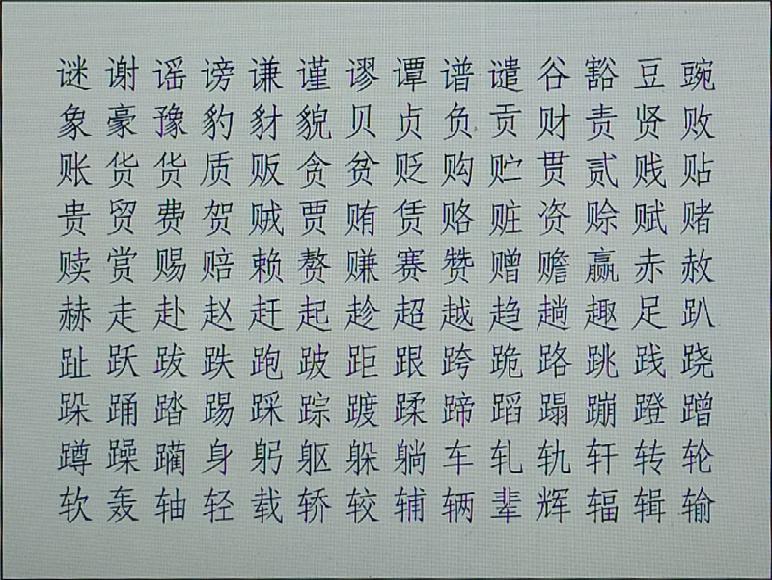 谜谢谣谤谦谨谬谭谱谴谷豁豆豌
象豪豫豹豺貌贝贞负贡财责贤败
账货货质贩贪贫贬购贮贯贰贱贴
贵贸费贺贼贾贿赁赂赃资赊赋赌
赎赏赐赔赖赘赚赛赞赠赡赢赤赦
赫走赴赵赶起趁超越趋趟趣足趴
趾跃跋跌跑跛距跟跨跪路跳践跷
跺踊踏踢踩踪踱蹂蹄蹈蹋蹦蹬蹭
蹲躁躏身躬躯躲躺车轧轨轩转轮
软轰轴轻载轿较辅辆辈辉辐辑输